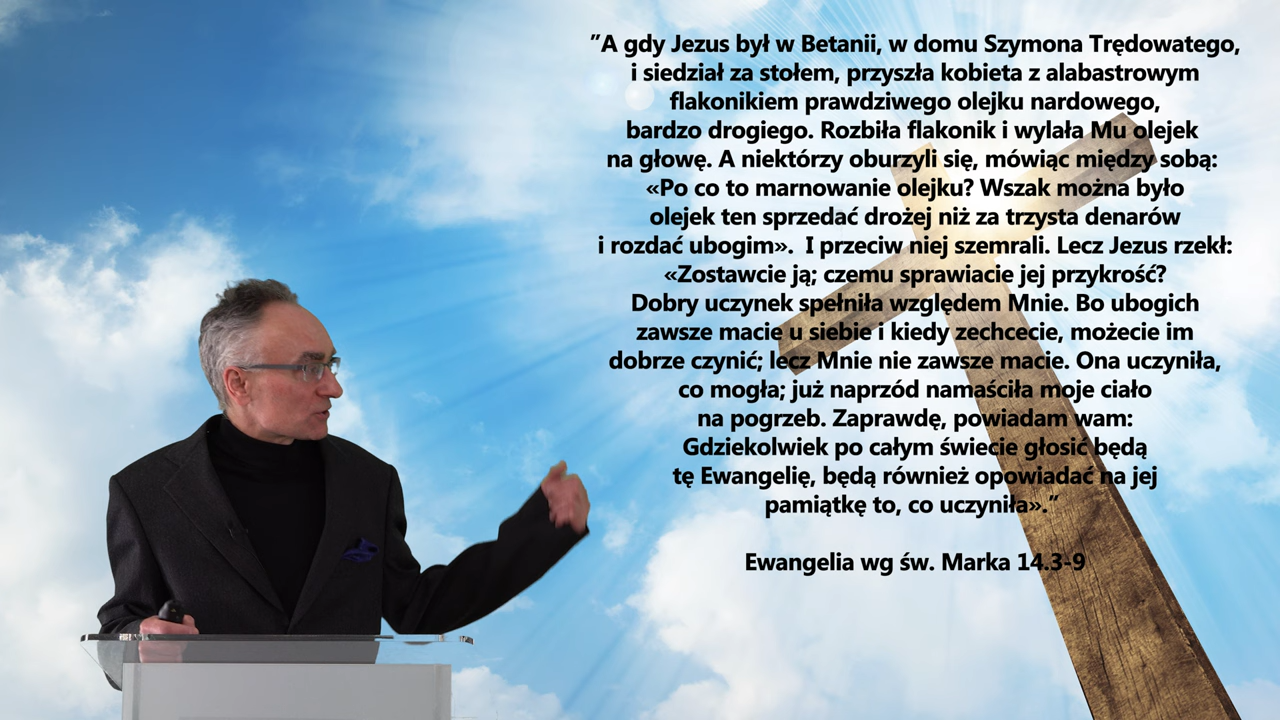 ”A gdy Jezus był w Betanii, w domu Szymona Trędowatego,
i siedział za stołem, przyszła kobieta z alabastrowym
flakonikiem prawdziwego olejku nardowego,
bardzo drogiego. Rozbiła flakonik i wylała Mu olejek
na głowę. A niektórzy oburzyli się, mówiąc między sobą:
«Po co to marnowanie olejku? Wszak można było
olejek ten sprzedać drożej niż za trzysta denarów
i rozdać ubogim».  I przeciw niej szemrali. Lecz Jezus rzekł:
«Zostawcie ją; czemu sprawiacie jej przykrość?
Dobry uczynek spełniła względem Mnie. Bo ubogich
zawsze macie u siebie i kiedy zechcecie, możecie im
dobrze czynić; lecz Mnie nie zawsze macie. Ona uczyniła,
co mogła; już naprzód namaściła moje ciało
na pogrzeb. Zaprawdę, powiadam wam:
Gdziekolwiek po całym świecie głosić będą
tę Ewangelię, będą również opowiadać na jej
pamiątkę to, co uczyniła».”
Ewangelia wg św. Marka 14.3-9